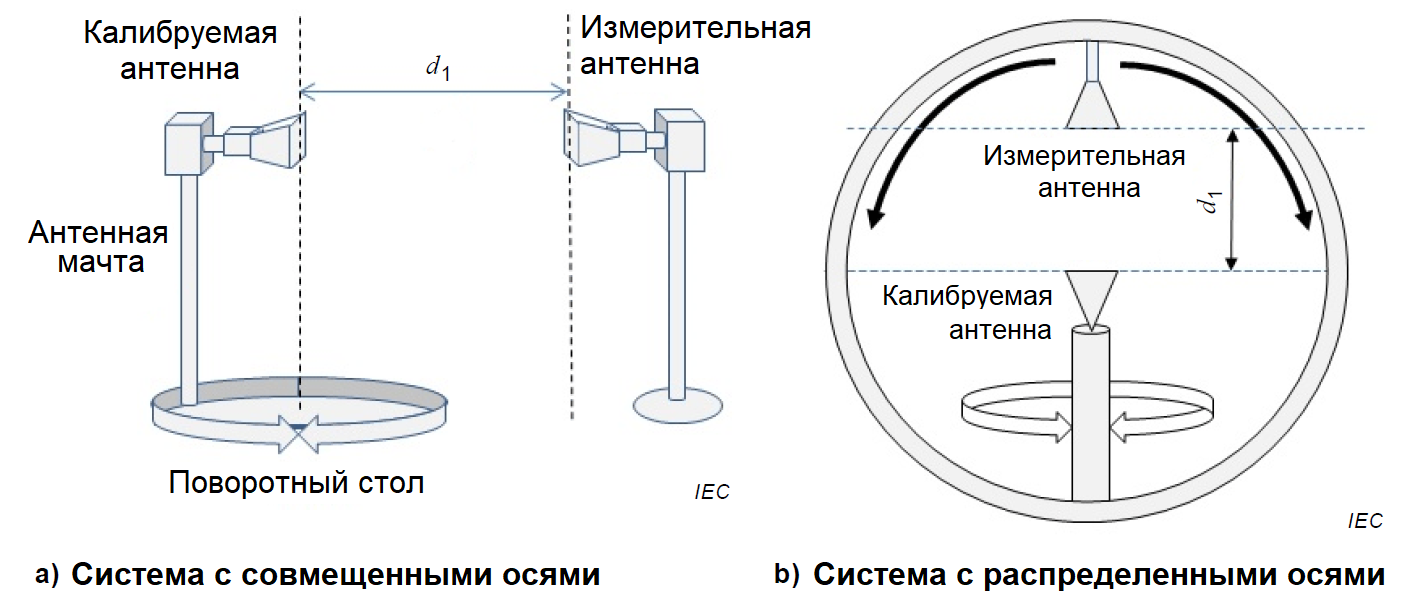 Калибруемая
антенна
d1
Измерительная
антенна
Антенная
мачта
Поворотный стол
IEC
a) Система с совмещенными осями
Измерительная
антенна
d1
Калибруемая
антенна
IEC
b) Система с распределенными осями